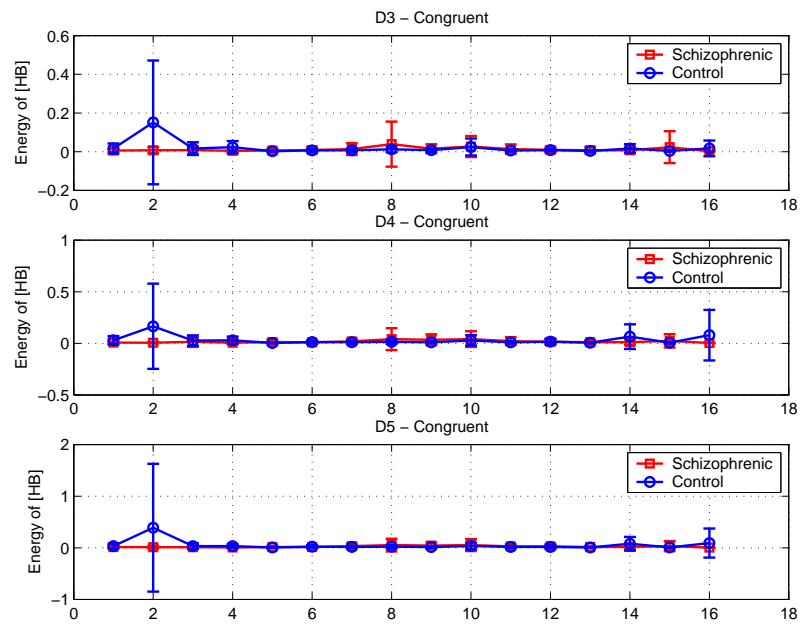 D3 − Congruent
0.6
0.4
0.2
0
−0.2
Energy of [HB]
Schizophrenic
Control
0 2 4 6 8 10 12 14 16 18
D4 − Congruent
1
0.5
0
−0.5
Energy of [HB]
Schizophrenic
Control
0 2 4 6 8 10 12 14 16 18
D5 − Congruent
2
1
0
−1
Energy of [HB]
Schizophrenic
Control
0 2 4 6 8 10 12 14 16 18